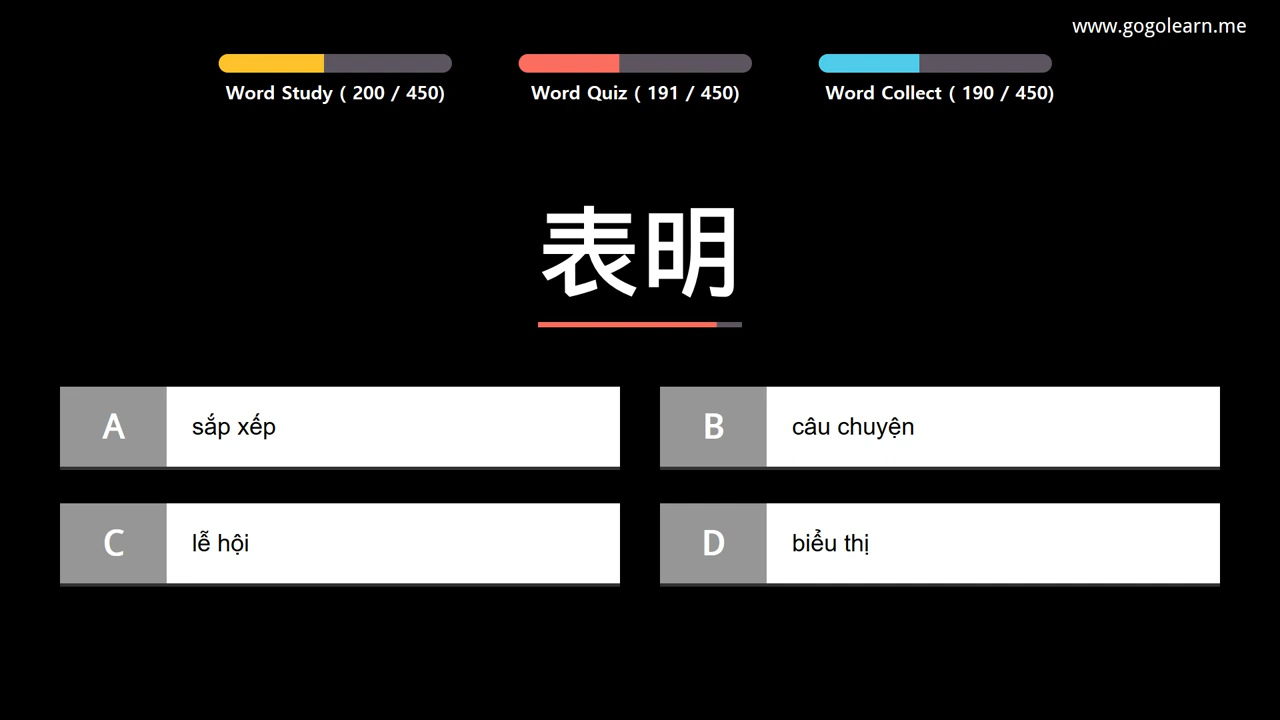 www.gogolearn.me
Word Study ( 200 / 450)
Word Quiz ( 191 / 450)
Word Collect ( 190 / 450)
表明
A
sắp xếp
B
câu chuyện
C
lễ hội
D
biểu thị